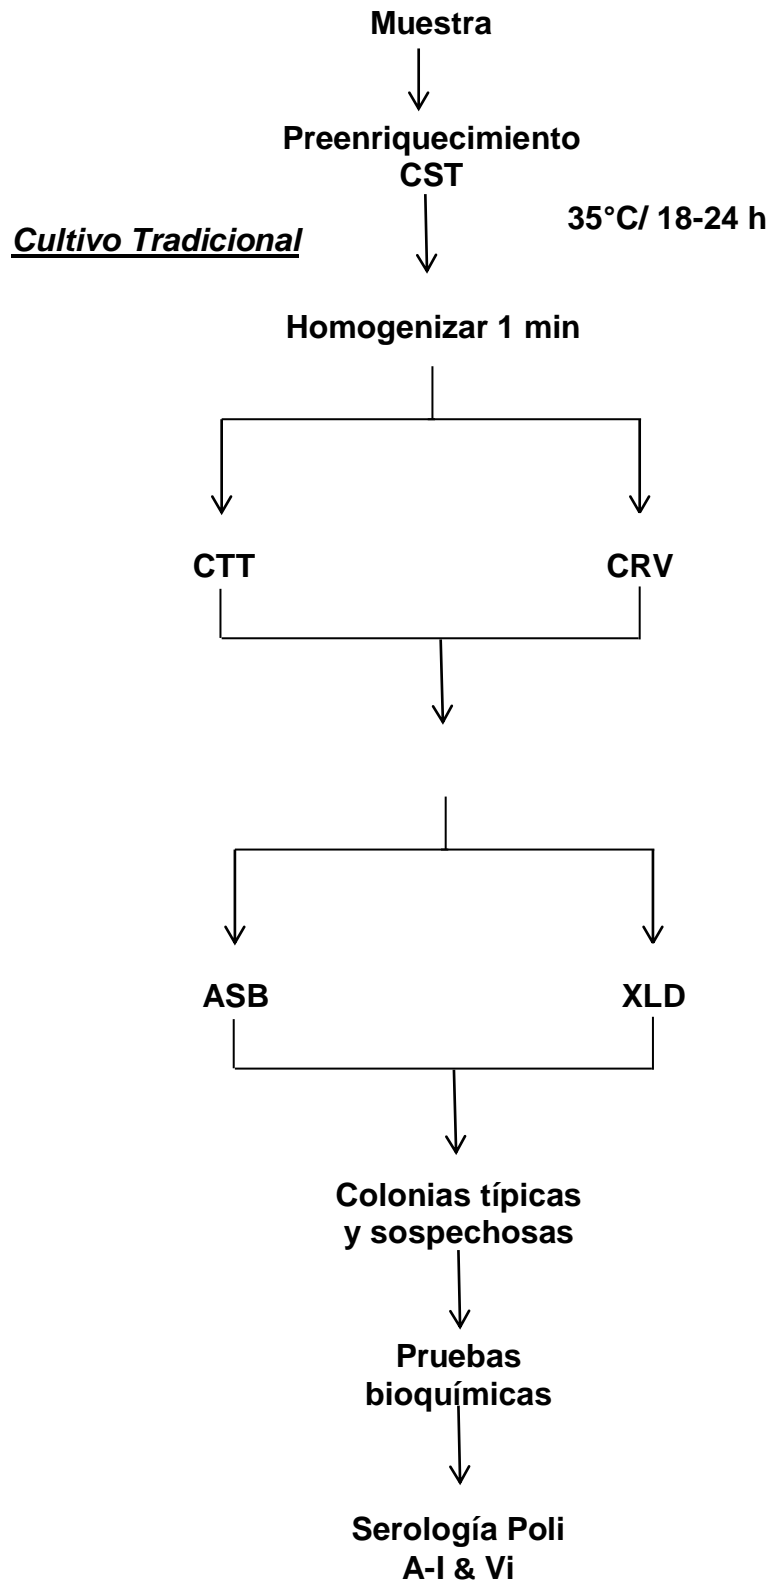 Muestra
Preenriquecimiento
CST
35°C/ 18-24 h
Cultivo Tradicional
Homogenizar 1 min
CTT
CRV
ASB
XLD
Colonias típicas
y sospechosas
Pruebas
bioquímicas
Serología Poli
A-I & Vi